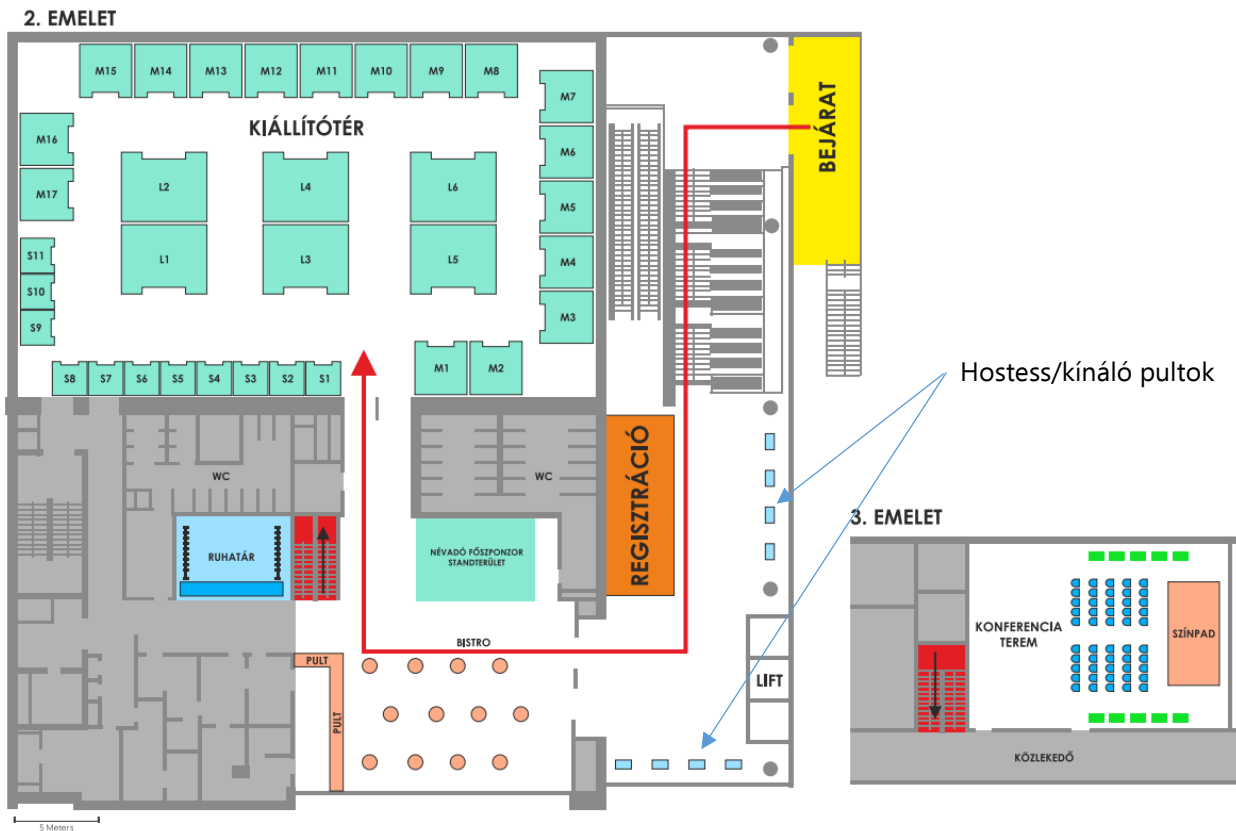 2. EMELET
M15
M14
M13
M12
M11
M10
M9
M8
M7
M16
KIÁLLÍTÓTÉR
M6
BEJÁRAT
M17
L2
L4
L6
M5
S11
L1
L3
L5
M4
S10
S9
M3
S8
S7
S6
S5
S4
S3
S2
S1
M1
M2
Hostess/kínáló pultok
WC
WC
REGISZTRÁCIÓ
RUHATÁR
NÉVADÓ FŐSZPONZOR
STANDTERÜLET
BISTRO
PULT
PULT
LIFT
3. EMELET
KONFERENCIA
TEREM
SZÍNPAD
KÖZLEKEDŐ
5 Meters